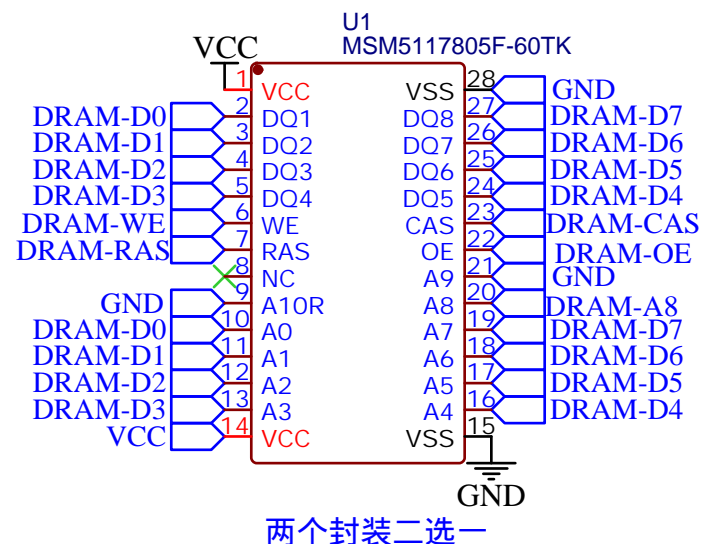 U1
MSM5117805F-60TK
VCC
1 VCC VSS 28 GND
DRAM-D0 2 DQ1 DQ8 27 DRAM-D7
DRAM-D1 3 DQ2 DQ7 26 DRAM-D6
DRAM-D2 4 DQ3 DQ6 25 DRAM-D5
DRAM-D3 5 DQ4 DQ5 24 DRAM-D4
DRAM-WE 6 WE CAS 23 DRAM-CAS
DRAM-RAS 7 RAS OE 22 DRAM-OE
8 NC A9 21 GND
GND 9 A10R A8 20 DRAM-A8
DRAM-D0 10 A0 A7 19 DRAM-D7
DRAM-D1 11 A1 A6 18 DRAM-D6
DRAM-D2 12 A2 A5 17 DRAM-D5
DRAM-D3 13 A3 A4 16 DRAM-D4
VCC 14 VCC VSS 15
GND
两个封装二选一